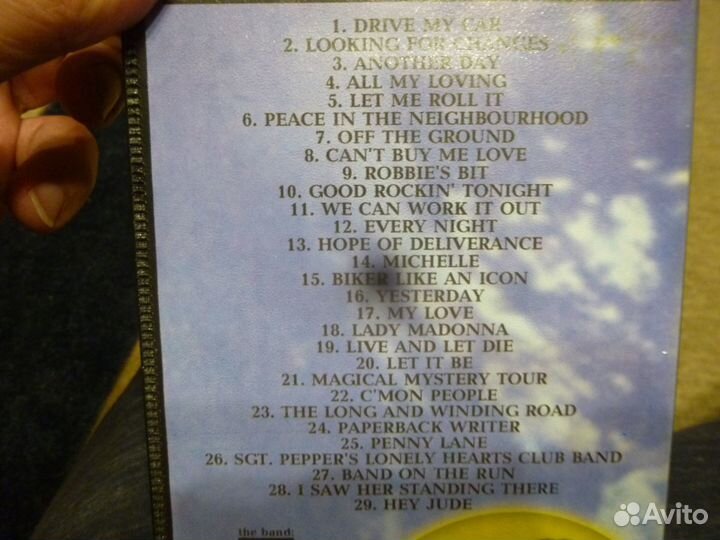 1. DRIVE MY CAR
2. LOOKING FOR CHANGES
3. ANOTHER DAY
4. ALL MY LOVING
5. LET ME ROLL IT
6. PEACE IN THE NEIGHBOURHOOD
7. OFF THE GROUND
8. CAN'T BUY ME LOVE
9. ROBBIE'S BIT
10. GOOD ROCKIN' TONIGHT
11. WE CAN WORK IT OUT
12. EVERY NIGHT
13. HOPE OF DELIVERANCE
14. MICHELLE
15. BIKER LIKE AN ICON
16. YESTERDAY
17. MY LOVE
18. LADY MADONNA
19. LIVE AND LET DIE
20. LET IT BE
21. MAGICAL MYSTERY TOUR
22. C'MON PEOPLE
23. THE LONG AND WINDING ROAD
24. PAPERBACK WRITER
25. PENNY LANE
26. SGT. PEPPER'S LONELY HEARTS CLUB BAND
27. BAND ON THE RUN
28. I SAW HER STANDING THERE
29. HEY JUDE
the band:
Avito